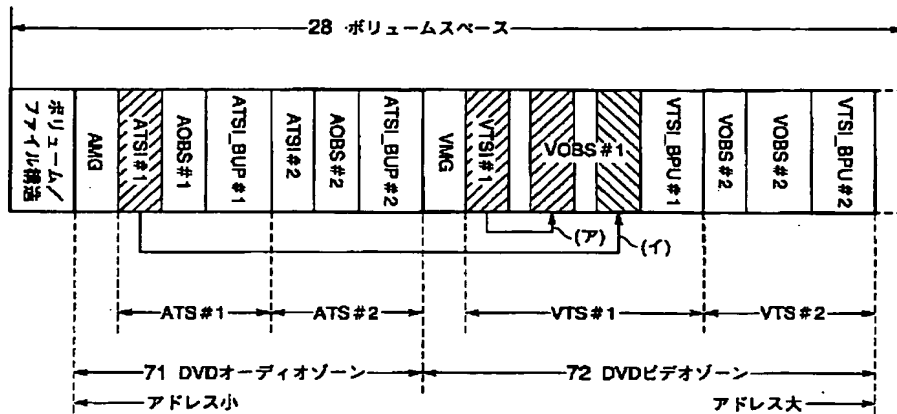 28 ボリュームスペース
ボリューム/
ファイル構造
AMG
ATSI#1
AOBS#1
ATSI_BUP#1
ATSI#2
AOBS#2
ATSI_BUP#2
VMG
VTSI#1
VOBS#1
VTSI_BPU#1
VOBS#2
VOBS#2
VTSI_BPU#2
(ア)
(イ)
ATS#1
ATS#2
VTS#1
VTS#2
71 DVDオーディオゾーン
72 DVDビデオゾーン
アドレス小
アドレス大